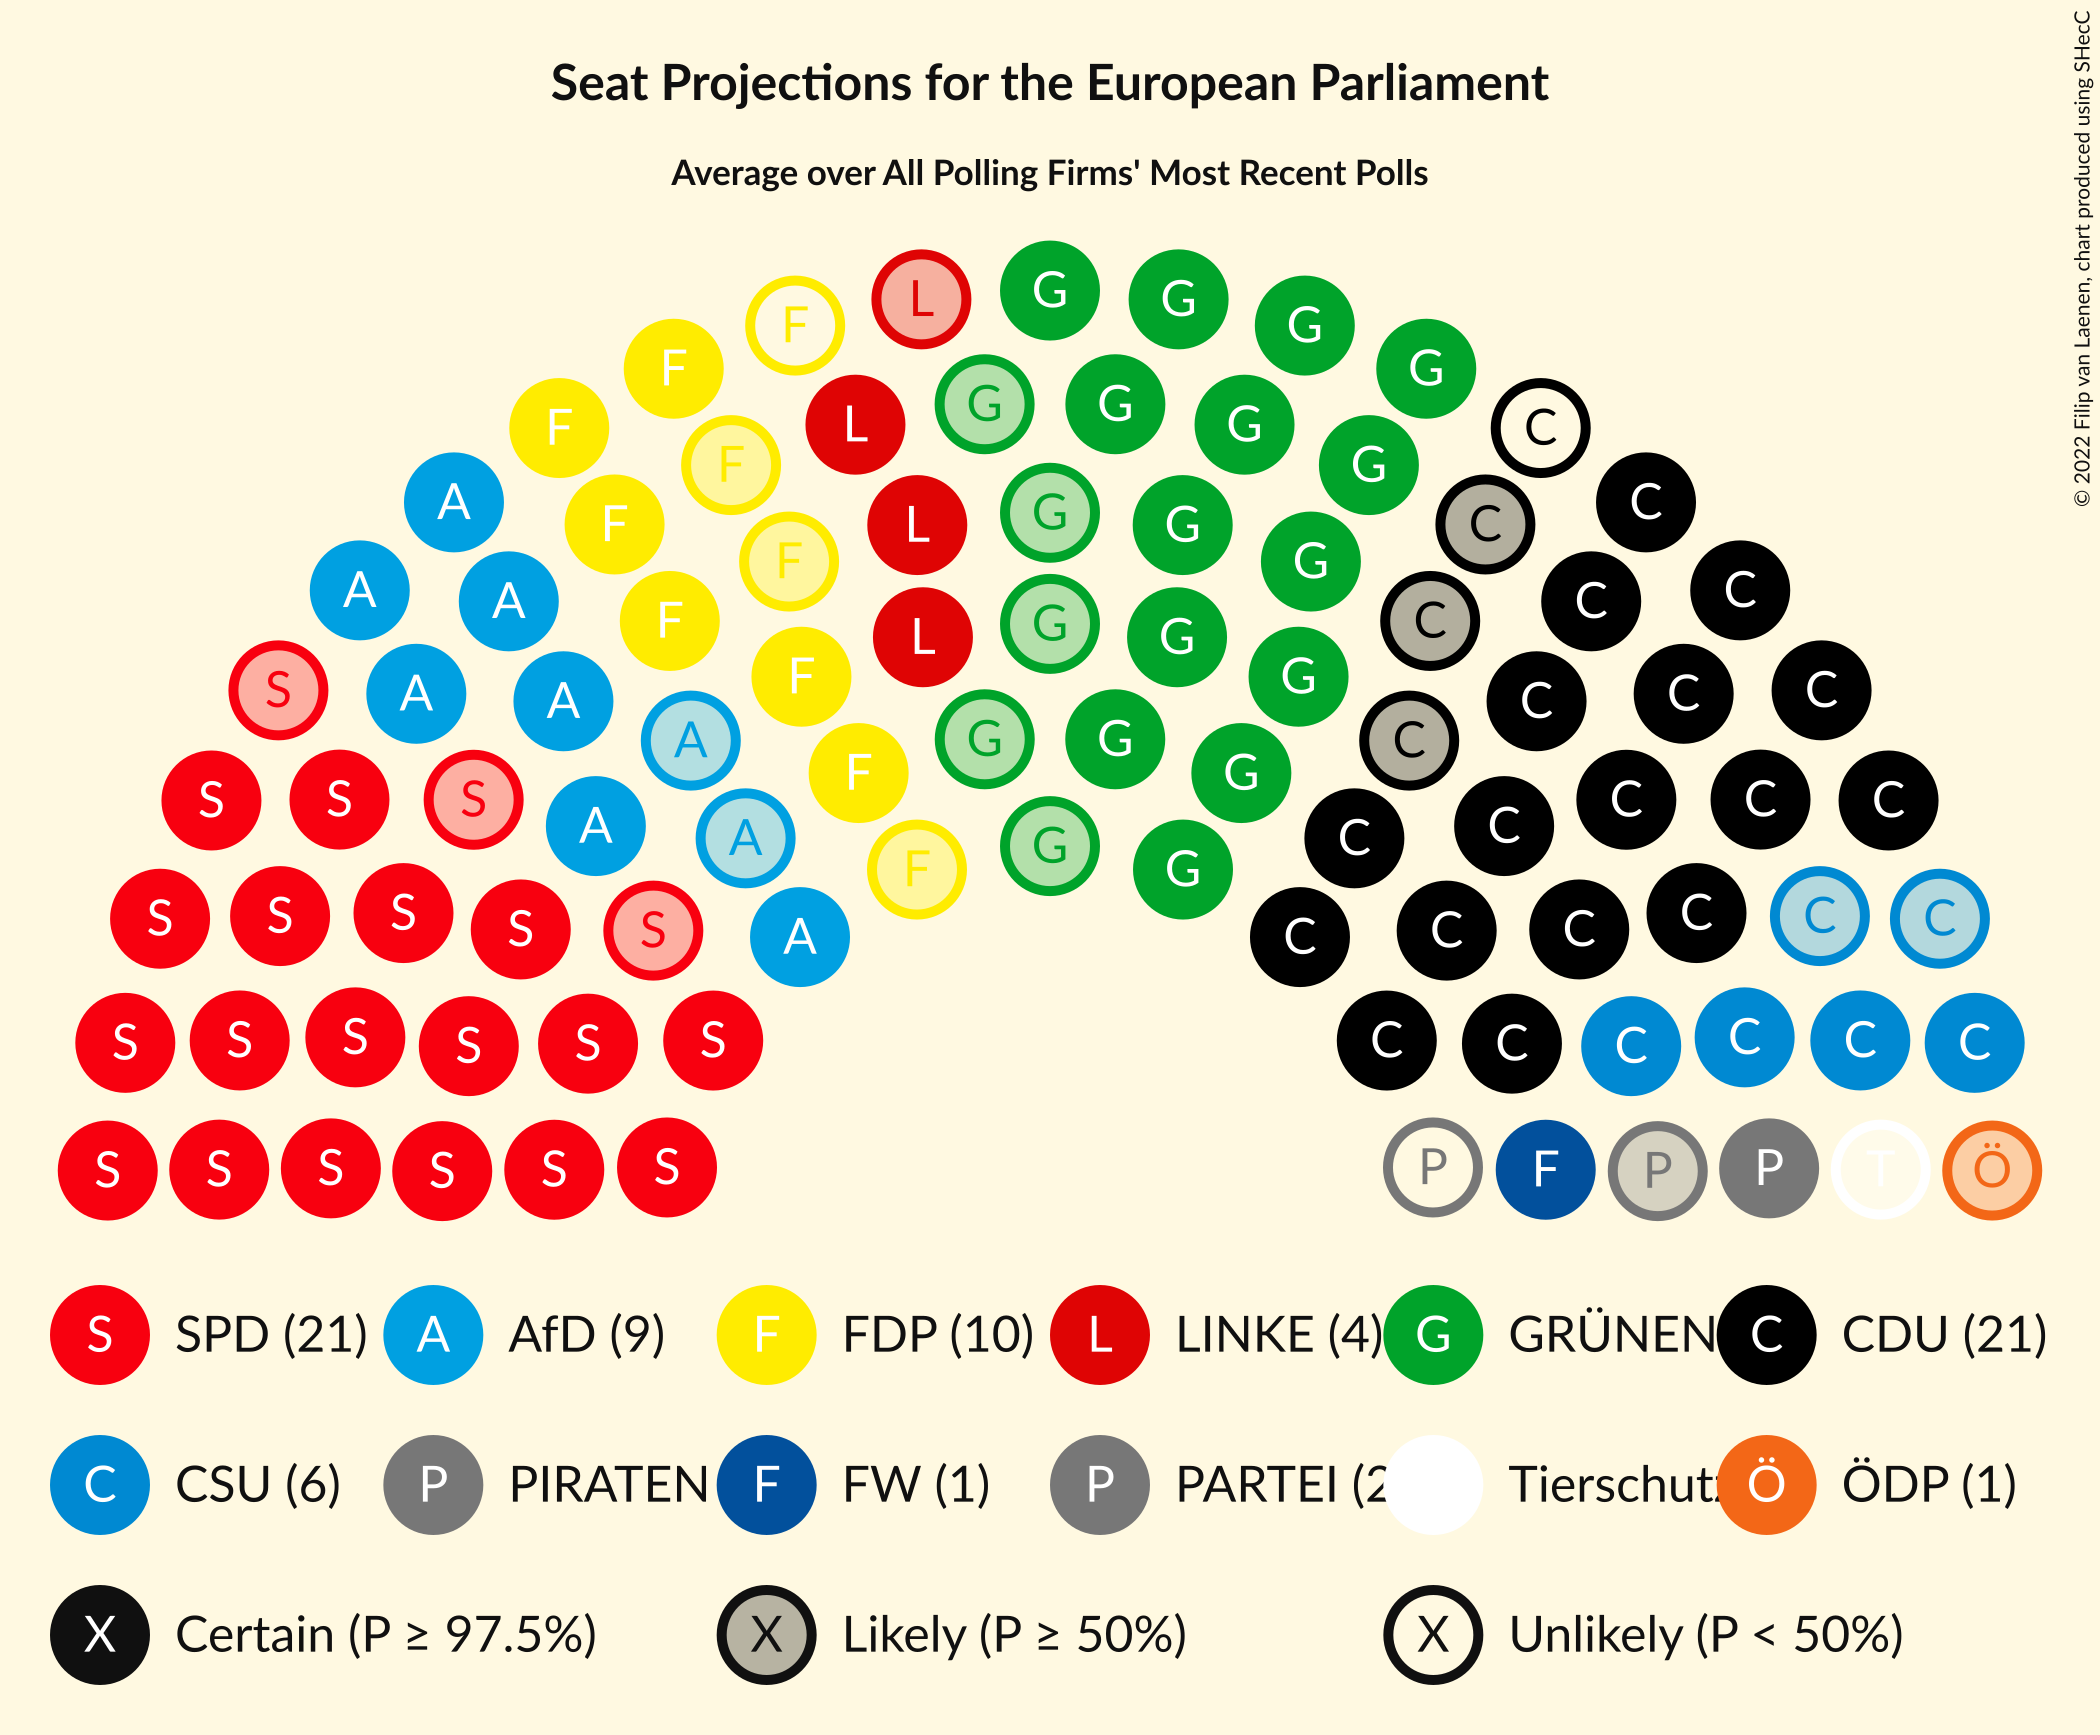 Seat Projections for the European Parliament
Average over All Polling Firms' Most Recent Polls
© 2022 Filip van Laenen, chart produced using SHecC
L G G G
F G
F L G G G
F F G C
A F L G G C C
A A F F G C C C
A F L G G G C C
S A A A F G G G C C C C
S S S A A F G G C C C C C
S S S S S A F G G C C C C C C
S S S S S S C C C C C C
S S S S S S P F P P T Ö
S SPD (21) A AfD (9) F FDP (10) L LINKE (4) G GRÜNEN C CDU (21)
C CSU (6) P PIRATEN F FW (1) P PARTEI (2 Tierschutz Ö ÖDP (1)
X Certain (P ≥ 97.5%) X Likely (P ≥ 50%) X Unlikely (P < 50%)